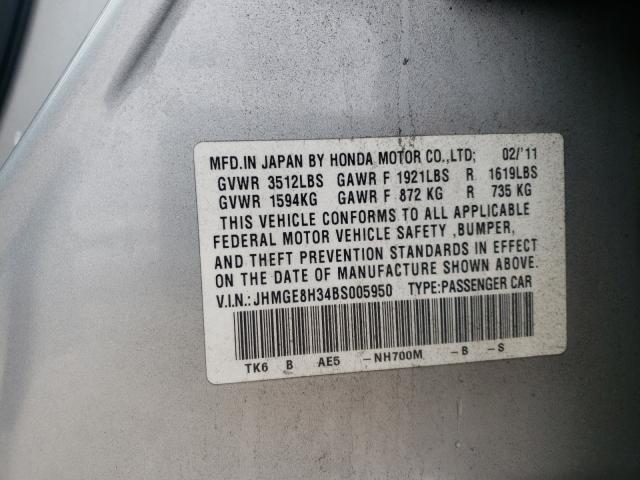 MFD.IN JAPAN BY HONDA MOTOR CO.,LTD; 02/'11
GVWR 3512LBS GAWR F 1921LBS R 1619LBS
GVWR 1594KG GAWR F 872 KG R 735 KG
THIS VEHICLE CONFORMS TO ALL APPLICABLE
FEDERAL MOTOR VEHICLE SAFETY ,BUMPER,
AND THEFT PREVENTION STANDARDS IN EFFECT
ON THE DATE OF MANUFACTURE SHOWN ABOVE.
V.I.N.:JHMGE8H34BS005950 TYPE:PASSENGER CAR
TK6 B AE5 -NH700M -B -S